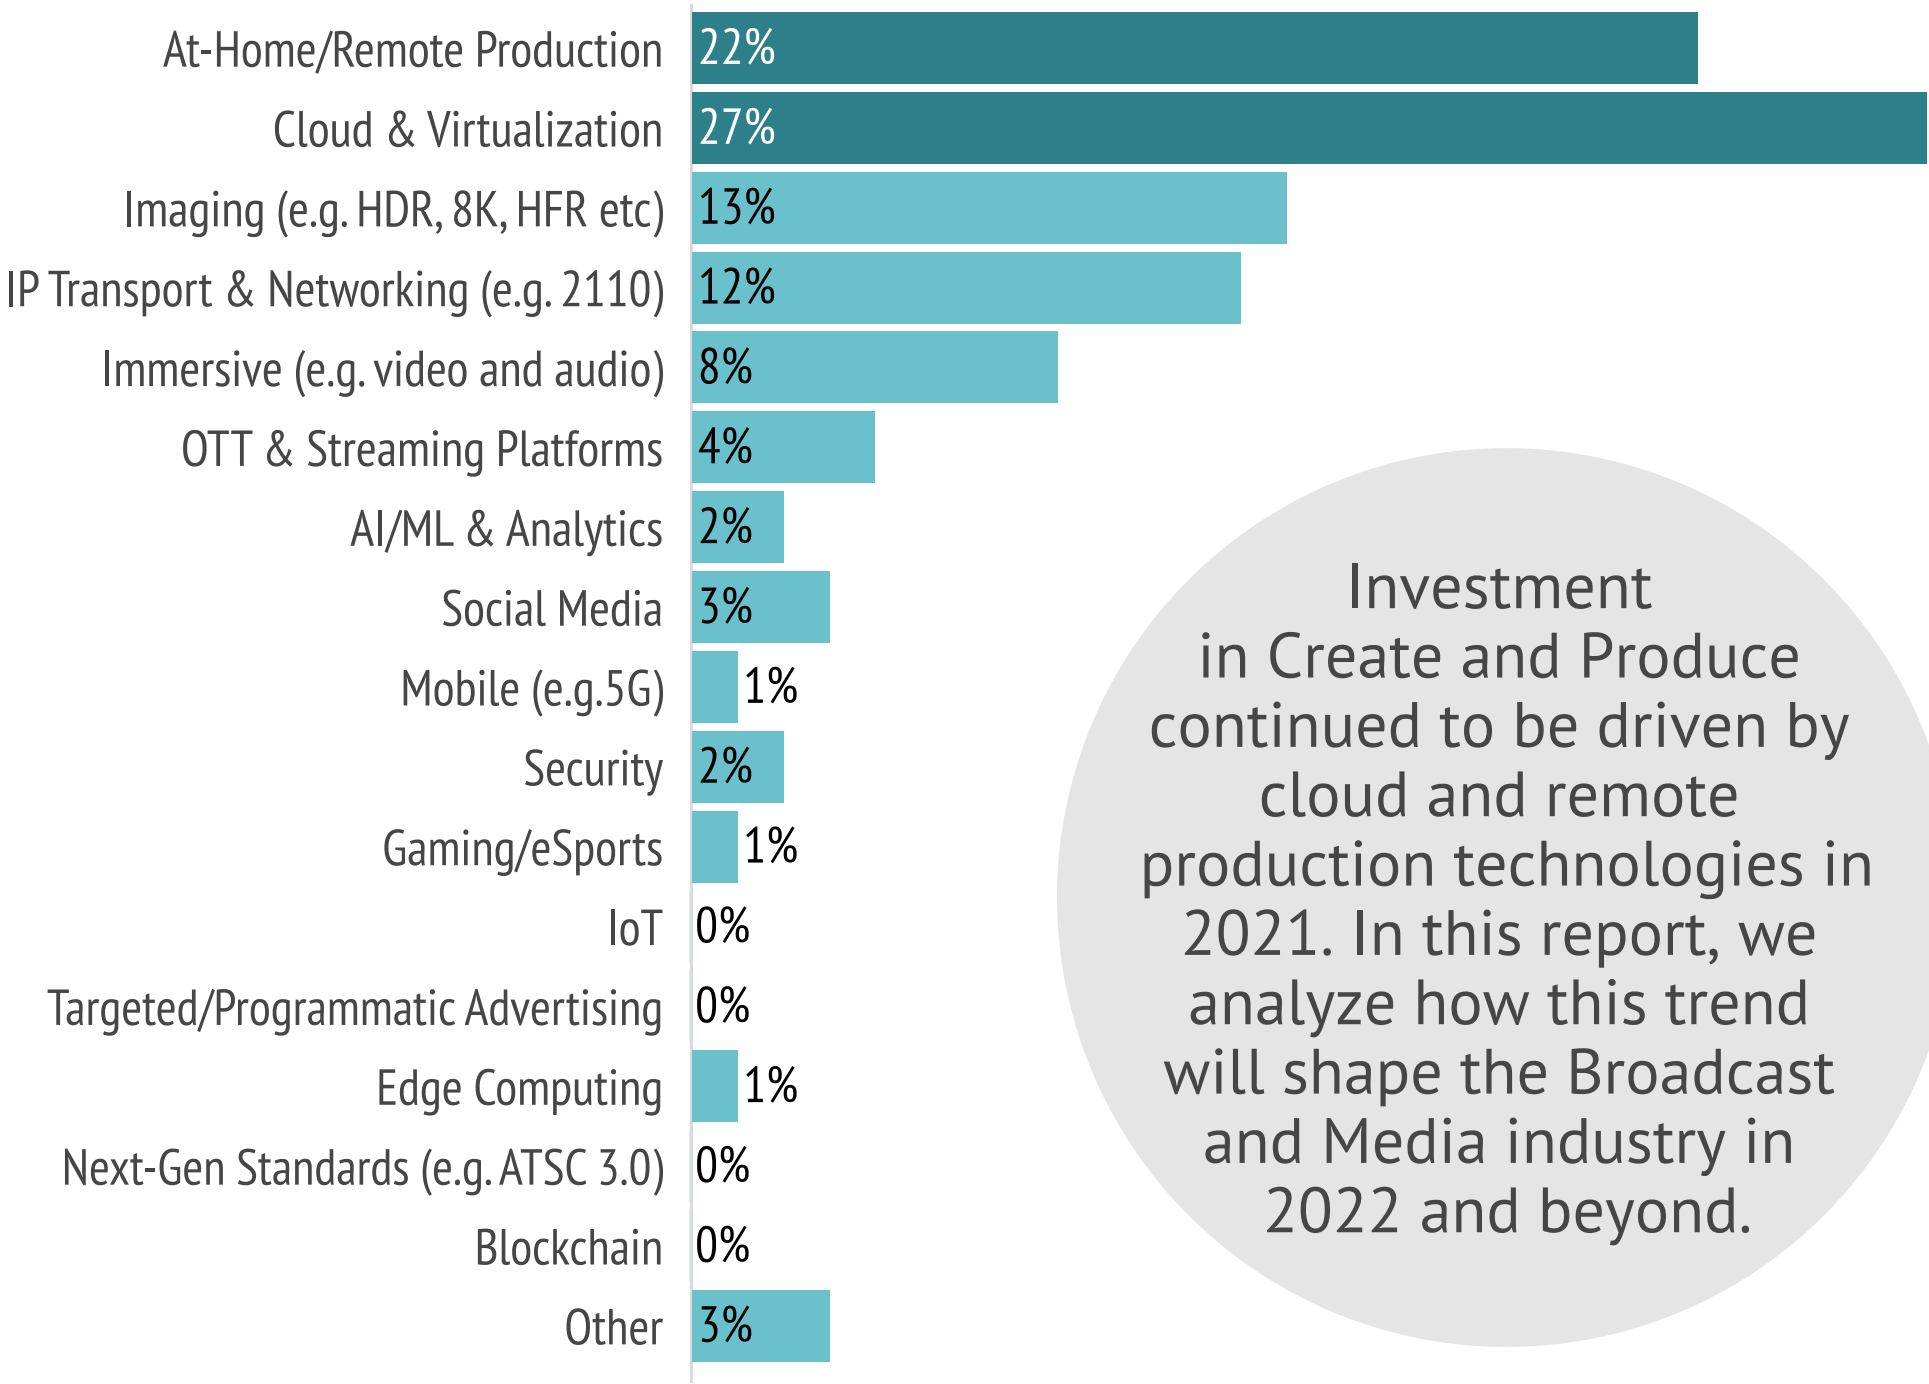 At-Home/Remote Production 22%
Cloud & Virtualization 27%
Imaging (e.g. HDR, 8K, HFR etc) 13%
IP Transport & Networking (e.g. 2110) 12%
Immersive (e.g. video and audio) 8%
OTT & Streaming Platforms 4%
AI/ML & Analytics 2%
Social Media 3%
Mobile (e.g.5G) 1%
Security 2%
Gaming/eSports 1%
IoT 0%
Targeted/Programmatic Advertising 0%
Edge Computing 1%
Next-Gen Standards (e.g. ATSC 3.0) 0%
Blockchain 0%
Other 3%
Investment
in Create and Produce
continued to be driven by
cloud and remote
production technologies in
2021. In this report, we
analyze how this trend
will shape the Broadcast
and Media industry in
2022 and beyond.